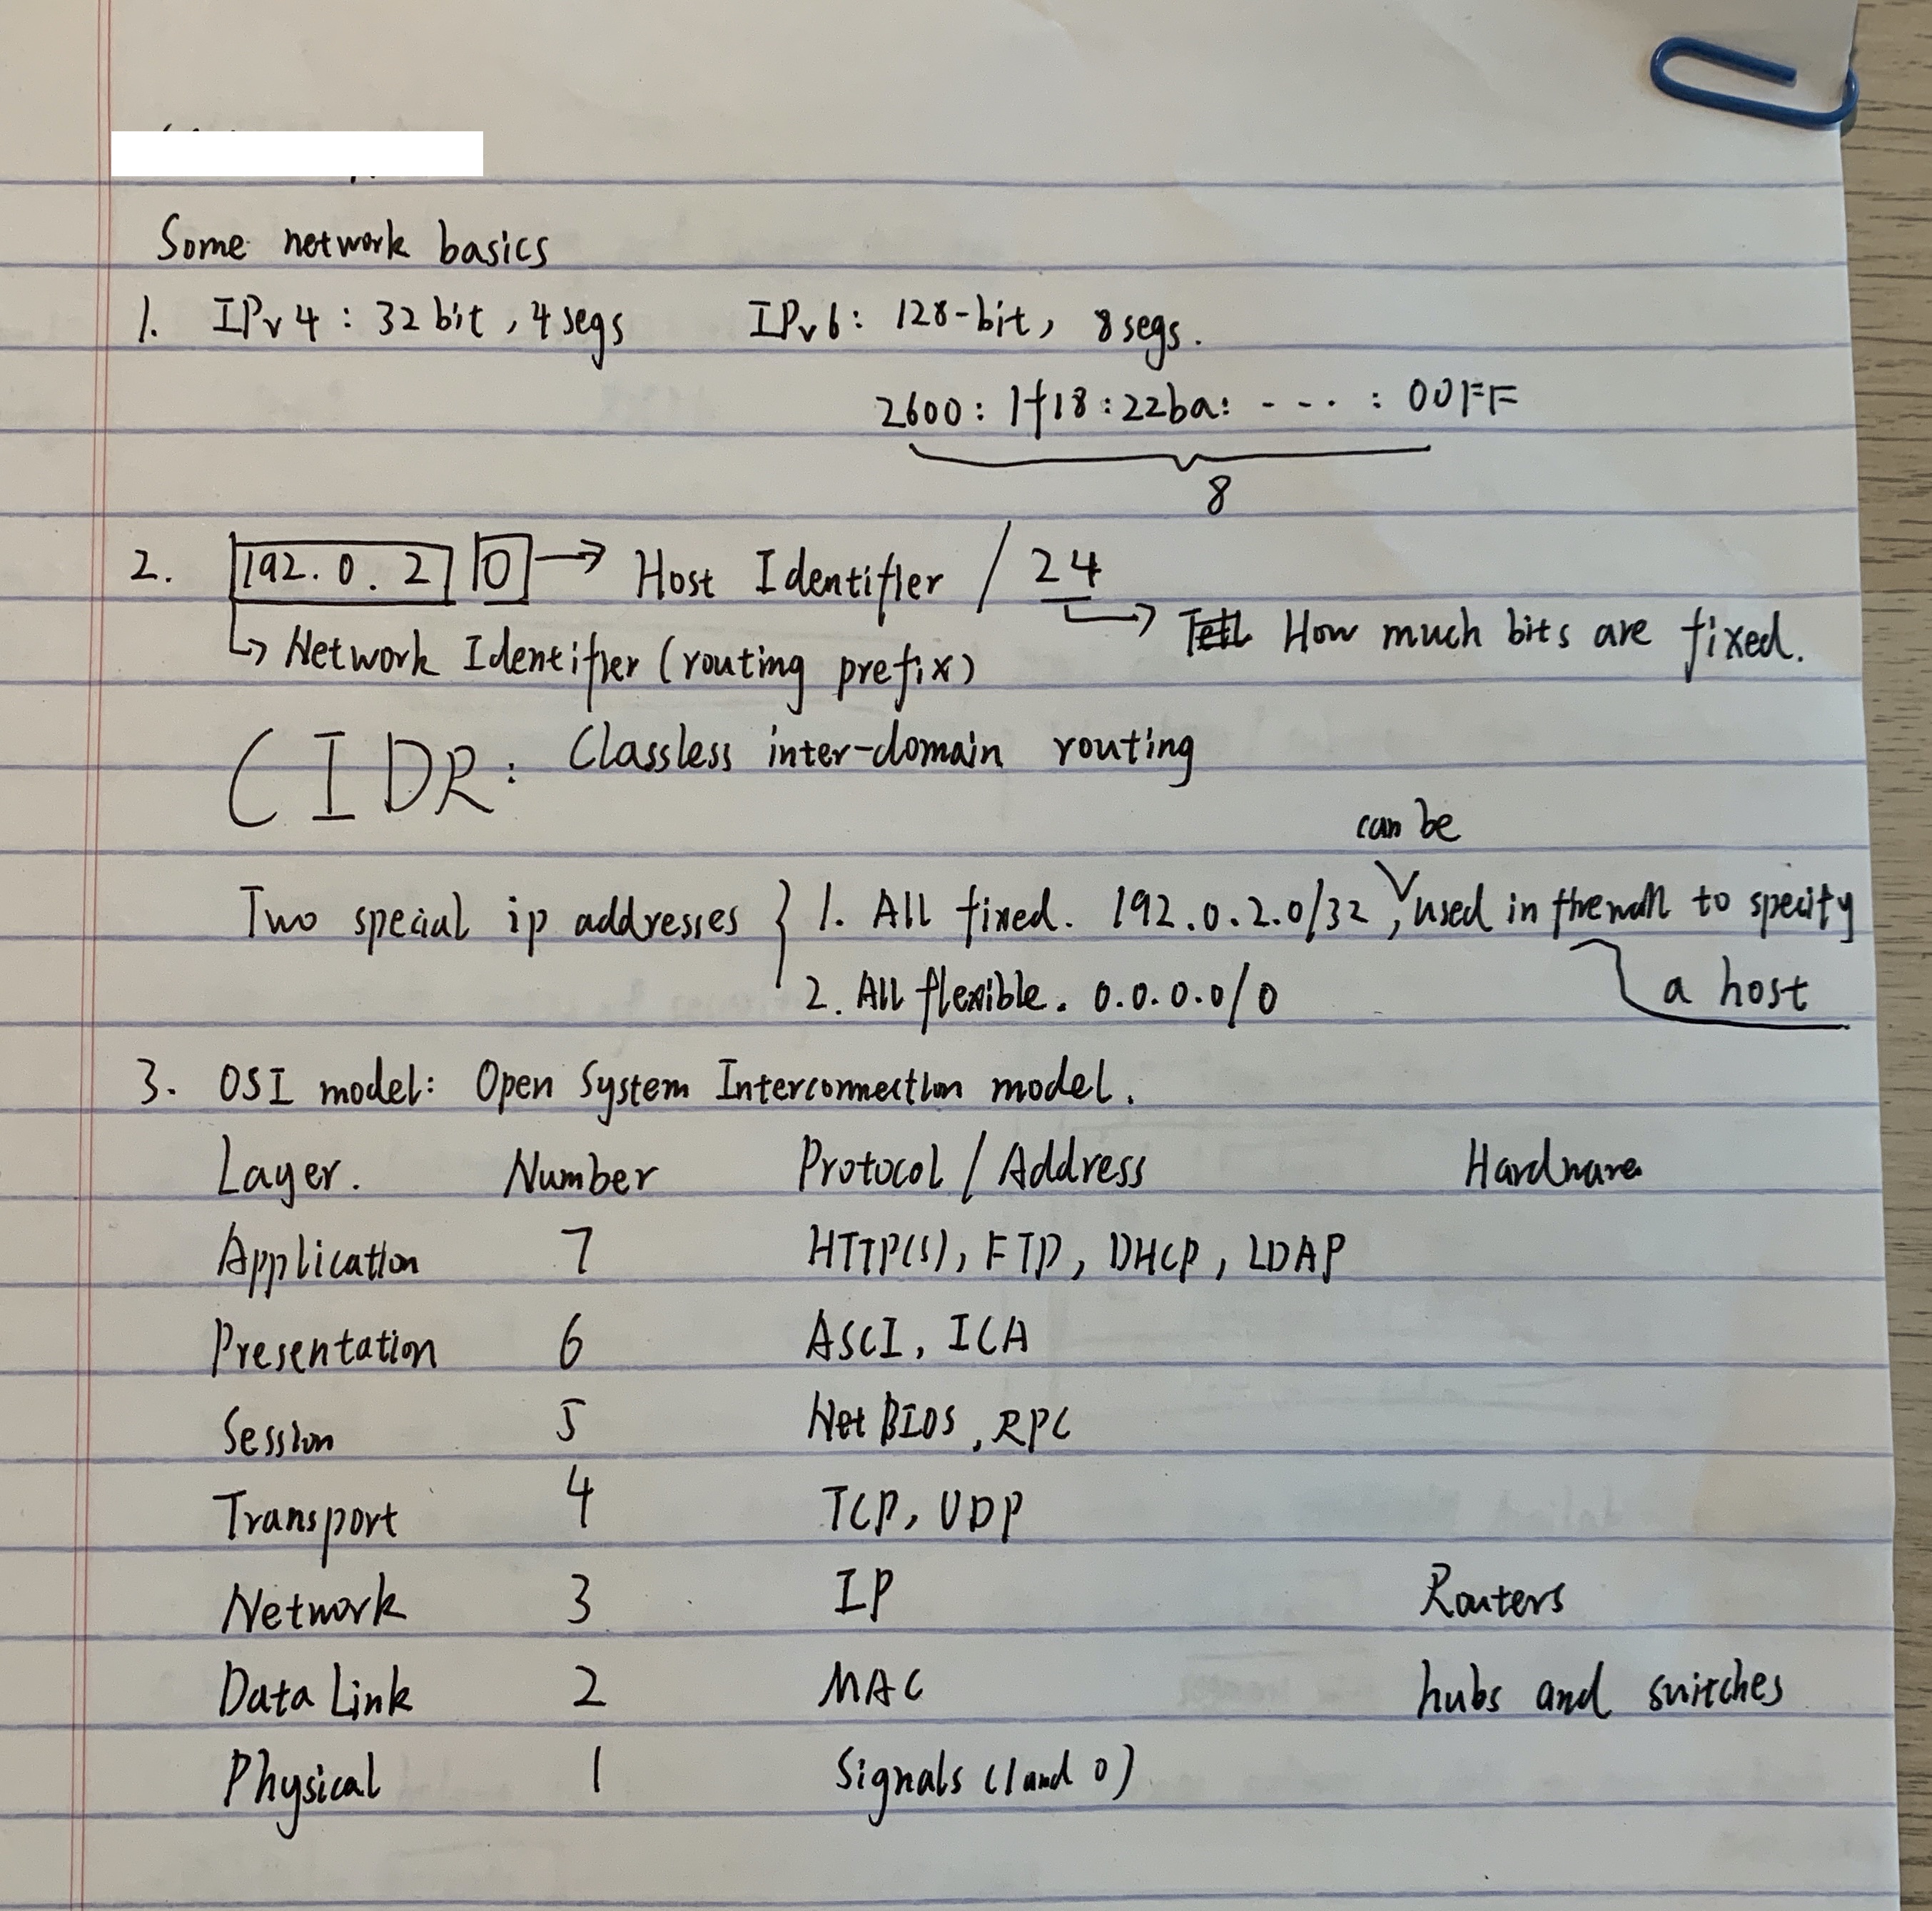 Some network basics
1. IPv4 : 32 bit , 4 segs IPv6 : 128-bit, 8 segs.
2600 : 1f18 : 22ba : - - - . : 00FF
8
2. 192. 0. 2 0 → Host Identifier / 24
↳ Network Identifier (routing prefix) → How much bits are fixed.
CIDR : Classless inter-domain routing
can be
Two special ip addresses } 1. All fixed. 192.0.2.0/32 , used in firewall to specify
a host
2. All flexible. 0.0.0.0/0
3. OSI model: Open System Interconnection model.
Layer. Number Protocol / Address Hardware
Application 7 HTTP(s), FTP, DHCP, LDAP
Presentation 6 ASCI, ICA
Session 5 NetBIOS, RPC
Transport 4 TCP, UDP
Network 3 IP Routers
Data Link 2 MAC hubs and switches
Physical 1 Signals (1 and 0)